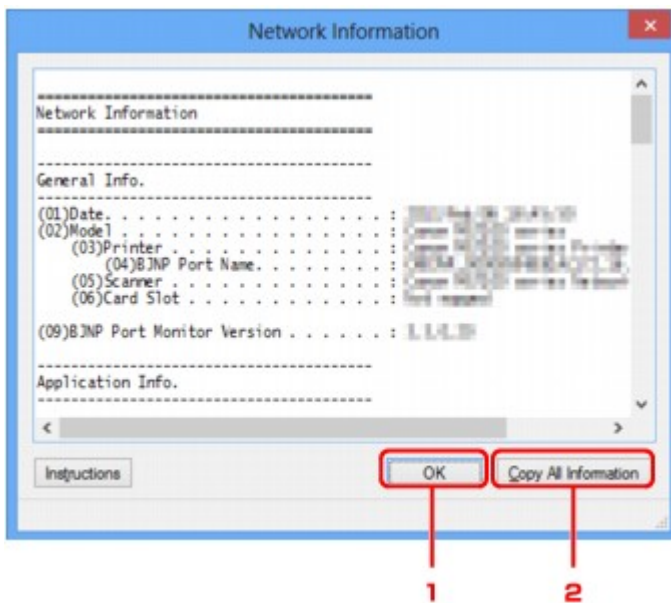 Network Information
Network Information
General Info.
(01)Date. . . . . . . . . . . . . . . . . . . :
(02)Model . . . . . . . . . . . . . . . . . . :
(03)Printer . . . . . . . . . . . . . . . :
(04)BJNP Port Name. . . . . . . . . :
(05)Scanner . . . . . . . . . . . . . . . :
(06)Card Slot . . . . . . . . . . . . . . :
(09)BJNP Port Monitor Version . . . . . . :
Application Info.
Instructions OK Copy All Information
1 2